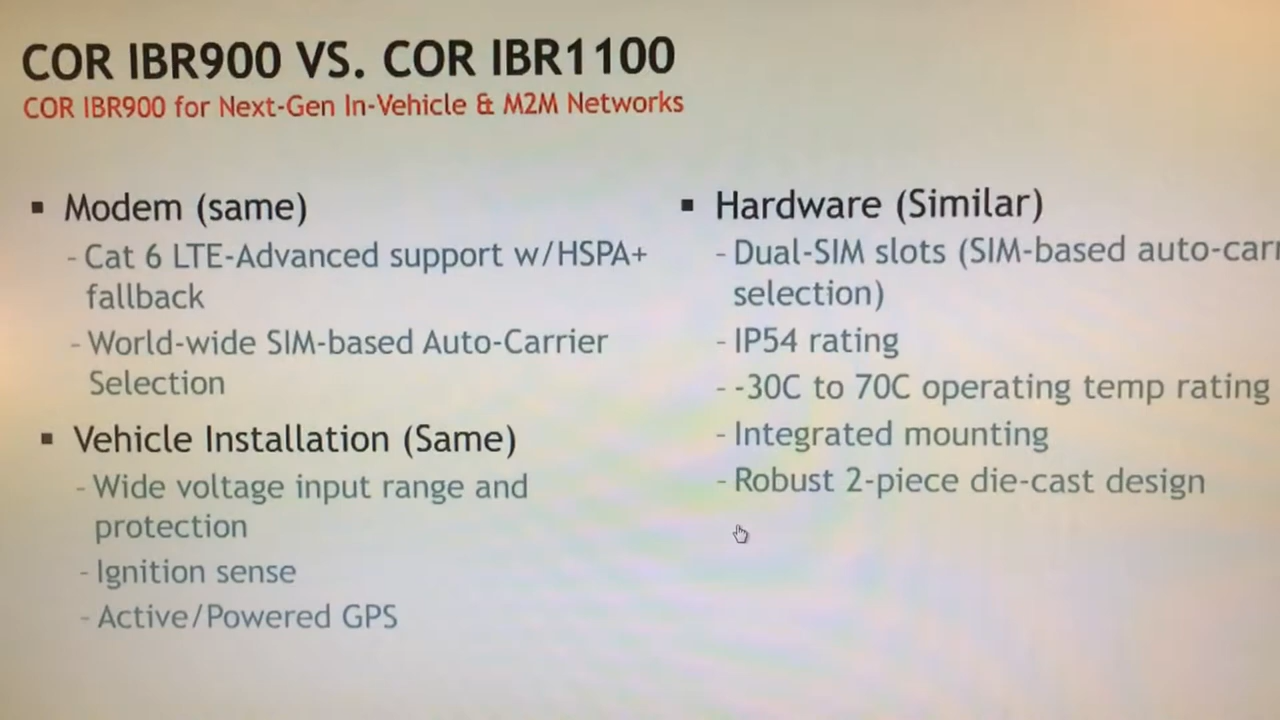 COR IBR900 VS. COR IBR1100
COR IBR900 for Next-Gen In-Vehicle & M2M Networks
▪ Modem (same)
- Cat 6 LTE-Advanced support w/HSPA+
fallback
- World-wide SIM-based Auto-Carrier
Selection
▪ Vehicle Installation (Same)
- Wide voltage input range and
protection
- Ignition sense
- Active/Powered GPS
▪ Hardware (Similar)
- Dual-SIM slots (SIM-based
selection)
- IP54 rating
- -30C to 70C operating temp rating
- Integrated mounting
- Robust 2-piece die-cast design